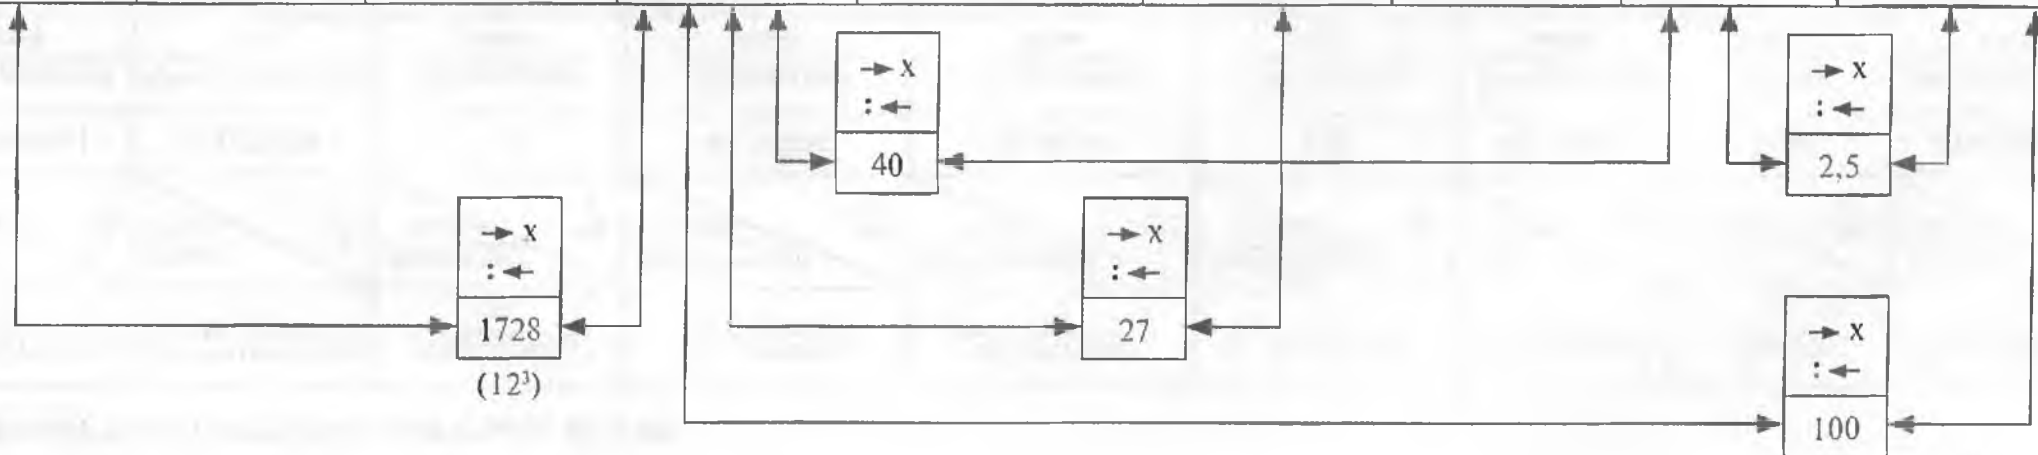 → x
: ←
40
→ x
: ←
2,5
→ x
: ←
1728
(12³)
→ x
: ←
27
→ x
: ←
100